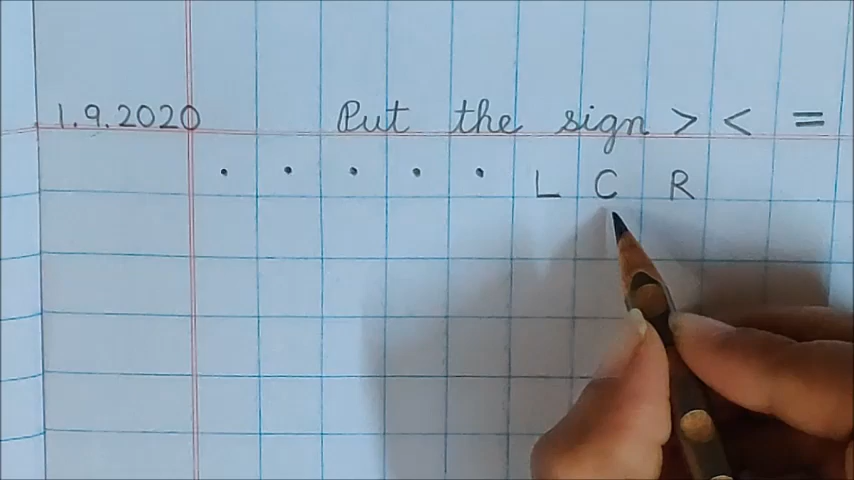 1.9.2020 Put the sign > < =
. . . . . L C R